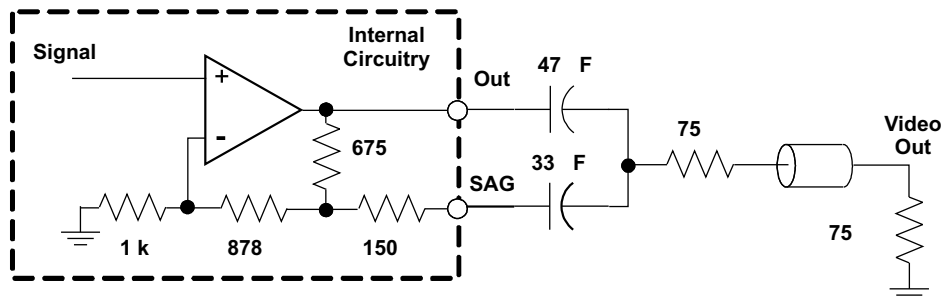 Signal
Internal
Circuitry
+
-
Out
47 F
675
SAG
33 F
75
Video
Out
1 k
878
150
75